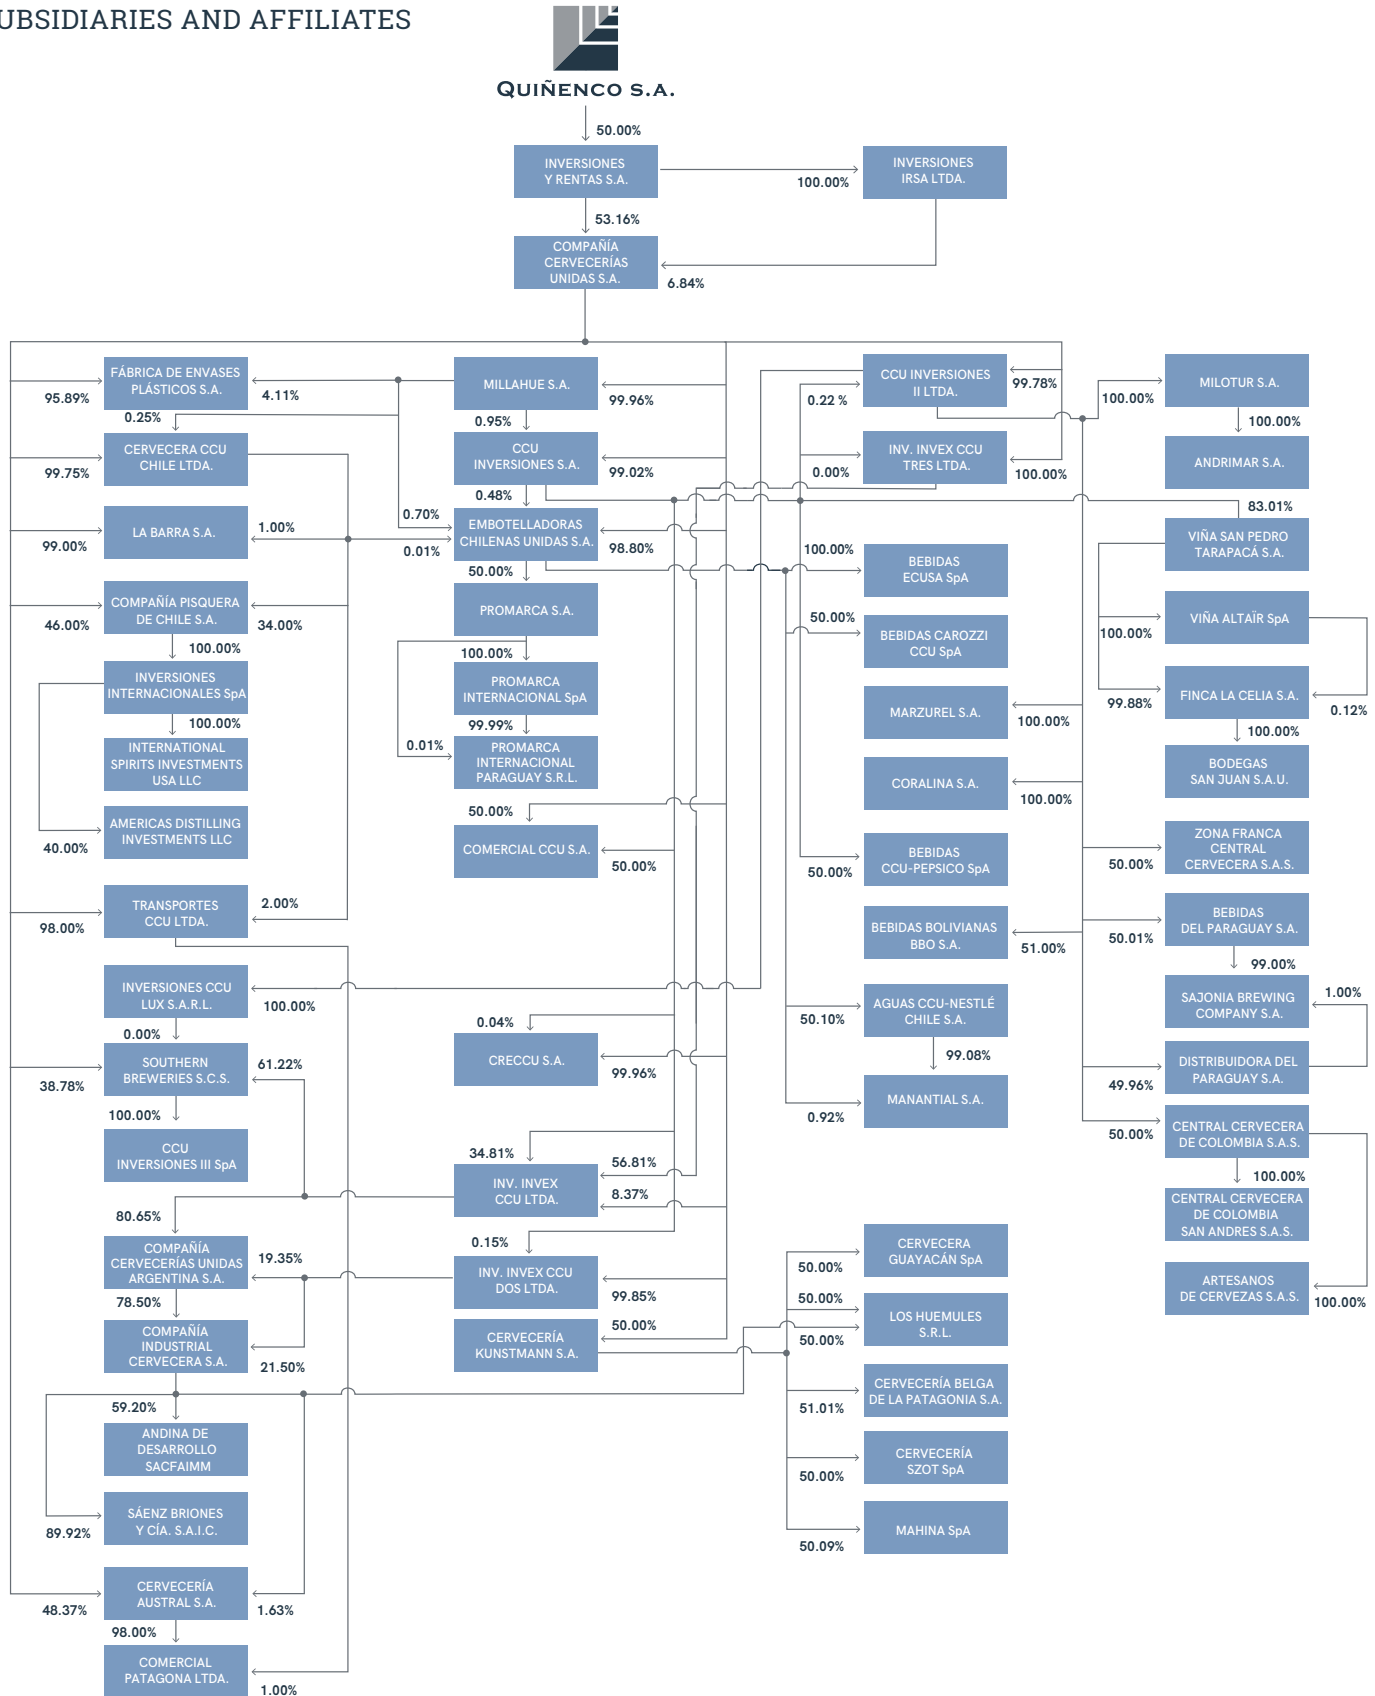 UBSIDIARIES AND AFFILIATES
QUIÑENCO S.A.
50.00%
INVERSIONES
Y RENTAS S.A.
100.00%
INVERSIONES
IRSA LTDA.
53.16%
COMPAÑÍA
CERVECERÍAS
UNIDAS S.A.
6.84%
FÁBRICA DE ENVASES
PLÁSTICOS S.A.
95.89%
4.11%
0.25%
CERVECERA CCU
CHILE LTDA.
99.75%
LA BARRA S.A.
1.00%
99.00%
COMPAÑÍA PISQUERA
DE CHILE S.A.
46.00%
34.00%
100.00%
INVERSIONES
INTERNACIONALES SpA
100.00%
INTERNATIONAL
SPIRITS INVESTMENTS
USA LLC
AMERICAS DISTILLING
INVESTMENTS LLC
40.00%
TRANSPORTES
CCU LTDA.
2.00%
98.00%
INVERSIONES CCU
LUX S.A.R.L.
100.00%
0.00%
SOUTHERN
BREWERIES S.C.S.
61.22%
38.78%
100.00%
CCU
INVERSIONES III SpA
80.65%
COMPAÑÍA
CERVECERÍAS UNIDAS
ARGENTINA S.A.
19.35%
78.50%
COMPAÑÍA
INDUSTRIAL
CERVECERA S.A.
21.50%
59.20%
ANDINA DE
DESARROLLO
SACFAIMM
SÁENZ BRIONES
Y CÍA. S.A.I.C.
89.92%
CERVECERÍA
AUSTRAL S.A.
48.37%
1.63%
98.00%
COMERCIAL
PATAGONA LTDA.
1.00%
MILLAHUE S.A.
99.96%
0.95%
CCU
INVERSIONES S.A.
99.02%
0.48%
0.70%
EMBOTELLADORAS
CHILENAS UNIDAS S.A.
0.01%
98.80%
50.00%
PROMARCA S.A.
100.00%
PROMARCA
INTERNACIONAL SpA
99.99%
0.01%
PROMARCA
INTERNACIONAL
PARAGUAY S.R.L.
50.00%
COMERCIAL CCU S.A.
50.00%
0.04%
CRECCU S.A.
99.96%
34.81%
56.81%
INV. INVEX
CCU LTDA.
8.37%
0.15%
INV. INVEX CCU
DOS LTDA.
99.85%
50.00%
CERVECERÍA
KUNSTMANN S.A.
CCU INVERSIONES
II LTDA.
99.78%
0.22 %
INV. INVEX CCU
TRES LTDA.
0.00%
100.00%
100.00%
BEBIDAS
ECUSA SpA
50.00%
BEBIDAS CAROZZI
CCU SpA
MARZUREL S.A.
100.00%
CORALINA S.A.
100.00%
BEBIDAS
CCU-PEPSICO SpA
50.00%
BEBIDAS BOLIVIANAS
BBO S.A.
51.00%
AGUAS CCU-NESTLÉ
CHILE S.A.
50.10%
99.08%
MANANTIAL S.A.
0.92%
CERVECERA
GUAYACÁN SpA
50.00%
50.00%
LOS HUEMULES
S.R.L.
50.00%
CERVECERÍA BELGA
DE LA PATAGONIA S.A.
51.01%
CERVECERÍA
SZOT SpA
50.00%
MAHINA SpA
50.09%
MILOTUR S.A.
100.00%
100.00%
ANDRIMAR S.A.
83.01%
VIÑA SAN PEDRO
TARAPACÁ S.A.
VIÑA ALTAÏR SpA
100.00%
FINCA LA CELIA S.A.
99.88%
0.12%
100.00%
BODEGAS
SAN JUAN S.A.U.
ZONA FRANCA
CENTRAL
CERVECERA S.A.S.
50.00%
BEBIDAS
DEL PARAGUAY S.A.
50.01%
99.00%
SAJONIA BREWING
COMPANY S.A.
1.00%
DISTRIBUIDORA DEL
PARAGUAY S.A.
49.96%
CENTRAL CERVECERA
DE COLOMBIA S.A.S.
50.00%
100.00%
CENTRAL CERVECERA
DE COLOMBIA
SAN ANDRES S.A.S.
ARTESANOS
DE CERVEZAS S.A.S.
100.00%